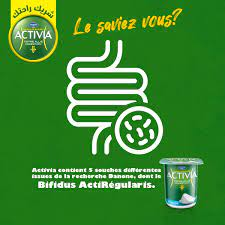 شريك راحتك
ACTIVIA
Le saviez vous?
Activia contient 5 souches différentes
issues de la recherche Danone, dont le
Bifidus ActiRégularis.
ACTIVIA